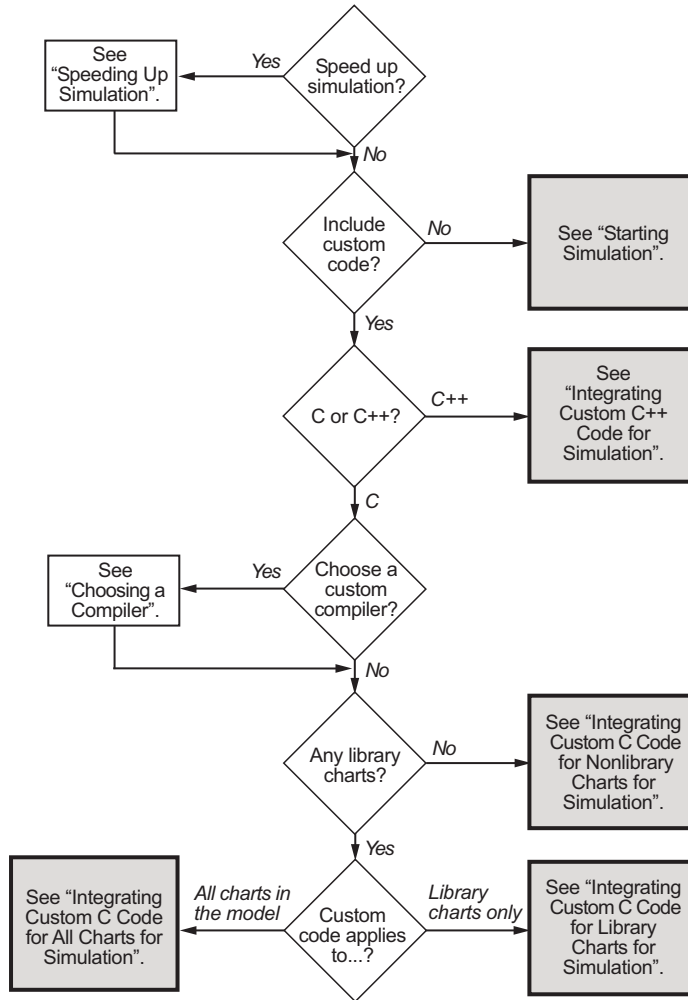 See
“Speeding Up
Simulation”.
Yes
Speed up
simulation?
No
Include
custom
code?
No
See “Starting
Simulation”.
Yes
C or C++?
C++
See
“Integrating
Custom C++
Code for
Simulation”.
C
See
“Choosing a
Compiler”.
Yes
Choose a
custom
compiler?
No
Any library
charts?
No
See “Integrating
Custom C Code
for Nonlibrary
Charts for
Simulation”.
Yes
See “Integrating
Custom C Code
for All Charts for
Simulation”.
All charts in
the model
Custom
code applies
to...?
Library
charts only
See “Integrating
Custom C Code
for Library
Charts for
Simulation”.